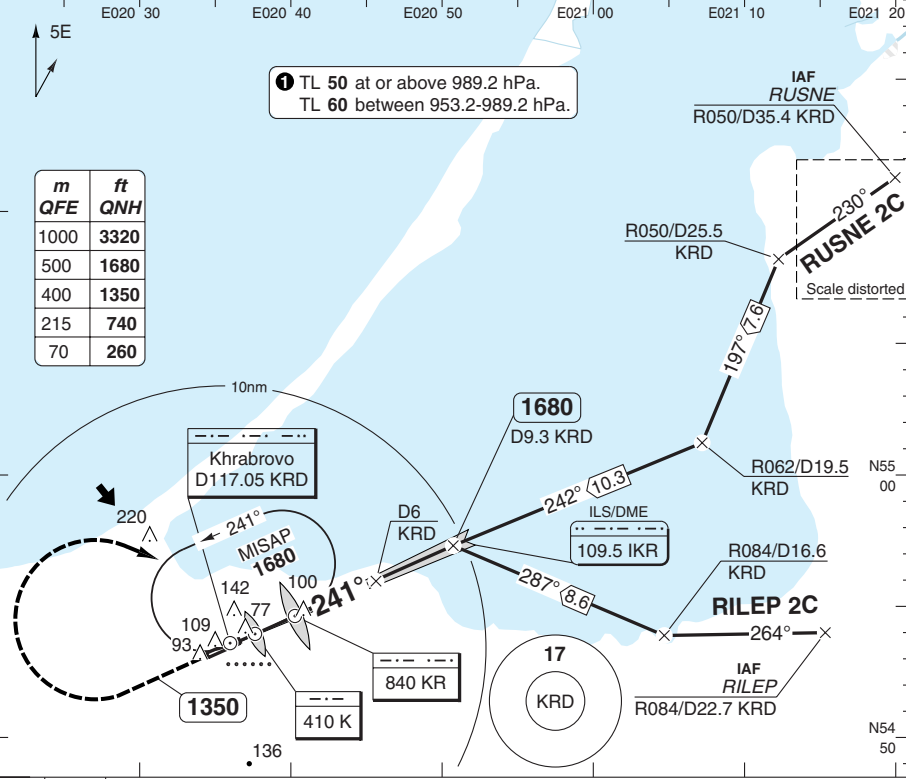 E020 30
E020 40
E020 50
E021 00
E021 10
E021 20
5E
❶ TL 50 at or above 989.2 hPa.
TL 60 between 953.2-989.2 hPa.
IAF
RUSNE
R050/D35.4 KRD
m ft
QFE QNH
1000 3320
500 1680
400 1350
215 740
70 260
R050/D25.5
KRD
230°
RUSNE 2C
Scale distorted
197° 7.6
10nm
1680
D9.3 KRD
Khrabrovo
D117.05 KRD
R062/D19.5
KRD
N55
00
242° 10.3
D6
KRD
ILS/DME
109.5 IKR
220
241°
MISAP
1680
R084/D16.6
KRD
287° 8.6
RILEP 2C
264°
142
100
241°
77
109
93
17
KRD
IAF
RILEP
R084/D22.7 KRD
840 KR
1350
410 K
N54
50
136